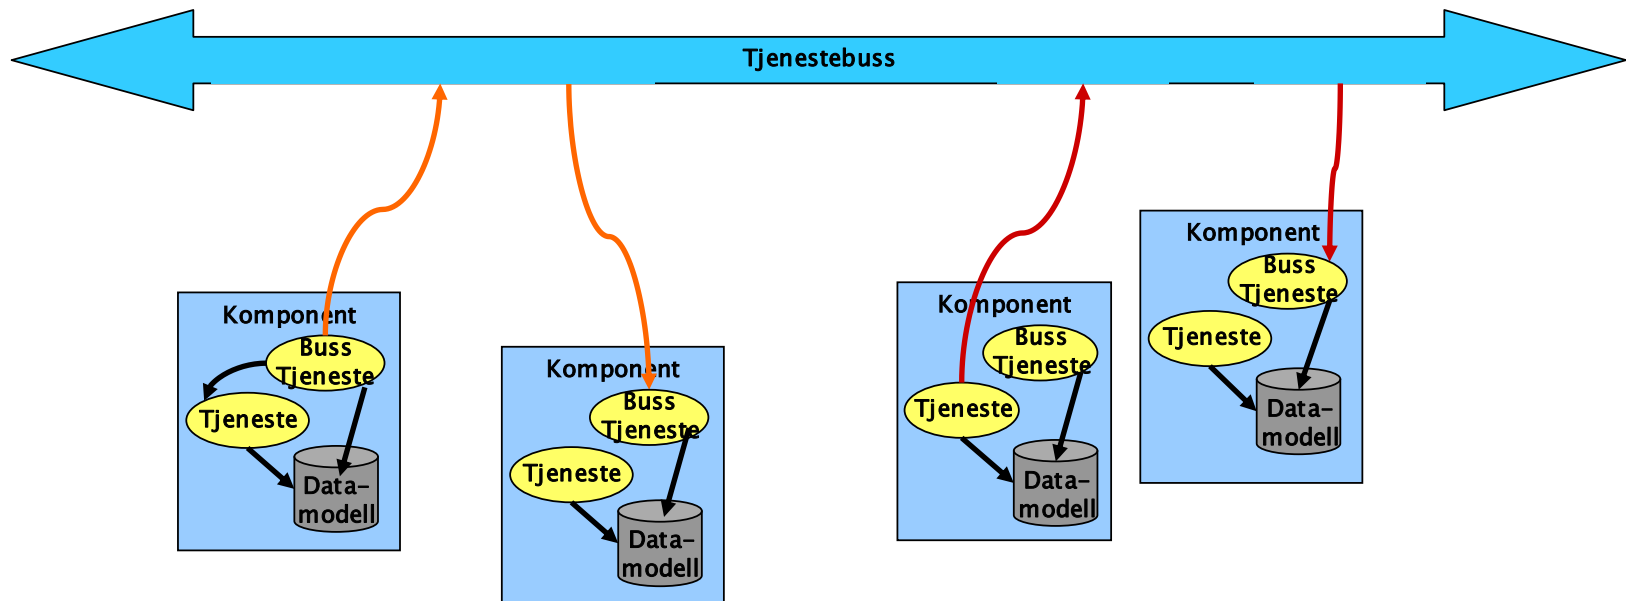 Tjenestebuss
Komponent
Buss
Tjeneste
Tjeneste
Data-
modell
Komponent
Buss
Tjeneste
Tjeneste
Data-
modell
Komponent
Buss
Tjeneste
Tjeneste
Data-
modell
Komponent
Buss
Tjeneste
Tjeneste
Data-
modell